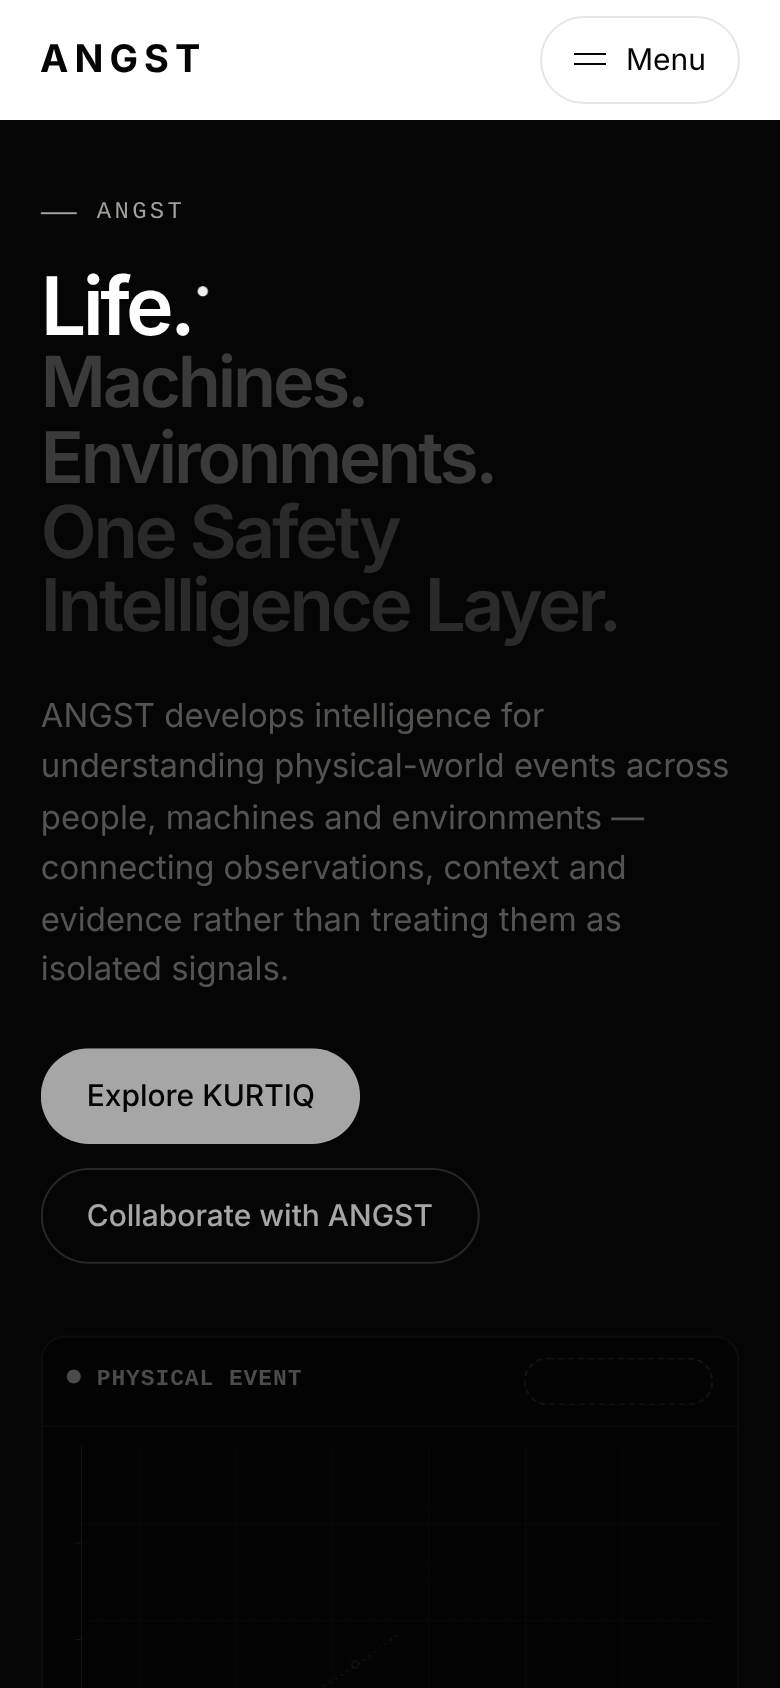 ANGST
Menu
ANGST
Life.
Machines.
Environments.
One Safety
Intelligence Layer.
ANGST develops intelligence for
understanding physical-world events across
people, machines and environments —
connecting observations, context and
evidence rather than treating them as
isolated signals.
Explore KURTIQ
Collaborate with ANGST
PHYSICAL EVENT